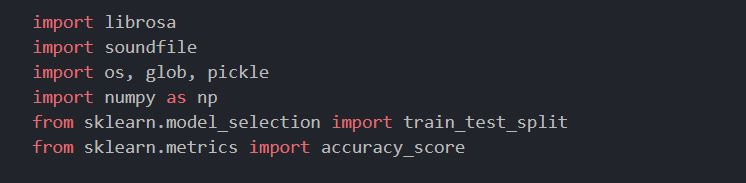 import librosa
import soundfile
import os, glob, pickle
import numpy as np
from sklearn.model_selection import train_test_split
from sklearn.metrics import accuracy_score